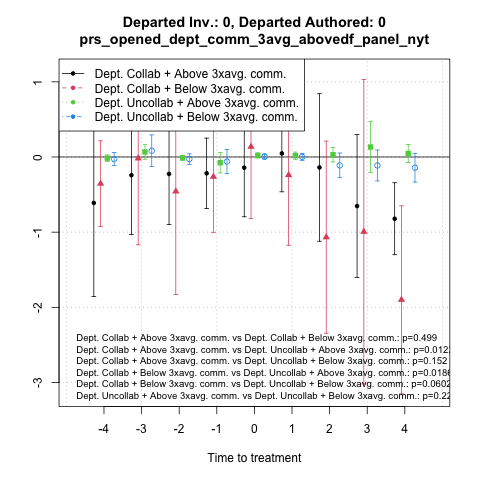 Departed Inv.: 0, Departed Authored: 0
prs_opened_dept_comm_3avg_abovedf_panel_nyt
Dept. Collab + Above 3xavg. comm.
Dept. Collab + Below 3xavg. comm.
Dept. Uncollab + Above 3xavg. comm.
Dept. Uncollab + Below 3xavg. comm.
1
0
-1
-2
-3
Dept. Collab + Above 3xavg. comm. vs Dept. Collab + Below 3xavg. comm.: p=0.499
Dept. Collab + Above 3xavg. comm. vs Dept. Uncollab + Above 3xavg. comm.: p=0.012
Dept. Collab + Above 3xavg. comm. vs Dept. Uncollab + Below 3xavg. comm.: p=0.152
Dept. Collab + Below 3xavg. comm. vs Dept. Uncollab + Above 3xavg. comm.: p=0.018
Dept. Collab + Below 3xavg. comm. vs Dept. Uncollab + Below 3xavg. comm.: p=0.060
Dept. Uncollab + Above 3xavg. comm. vs Dept. Uncollab + Below 3xavg. comm.: p=0.22
-4 -3 -2 -1 0 1 2 3 4
Time to treatment